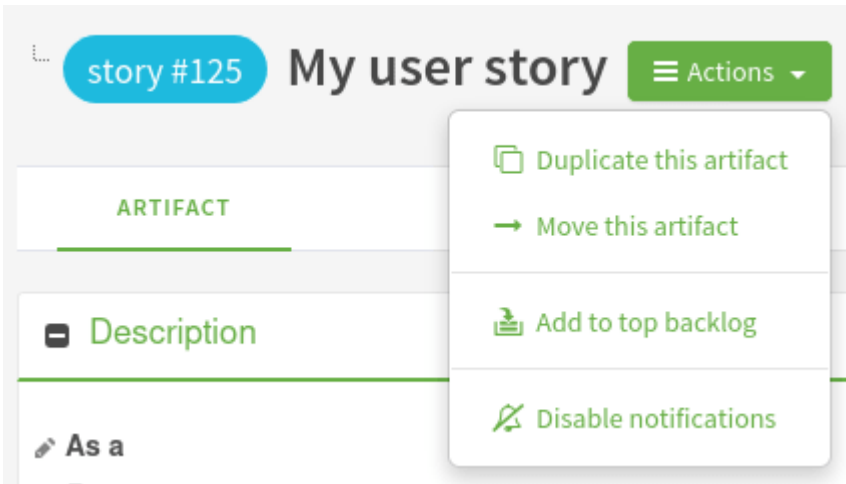 story #125 My user story Actions
Duplicate this artifact
ARTIFACT
Move this artifact
Add to top backlog
Description
Disable notifications
As a